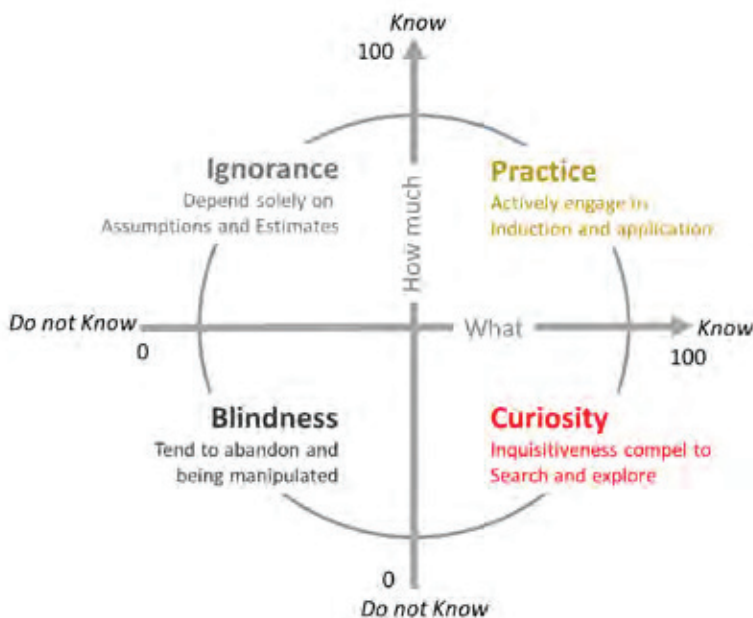 Know
100
Ignorance
Depend solely on
Assumptions and Estimates
Practice
Actively engage in
Induction and application
How much
Do not Know
0
What
Know
100
Blindness
Tend to abandon and
being manipulated
Curiosity
Inquisitiveness compel to
Search and explore
0
Do not Know